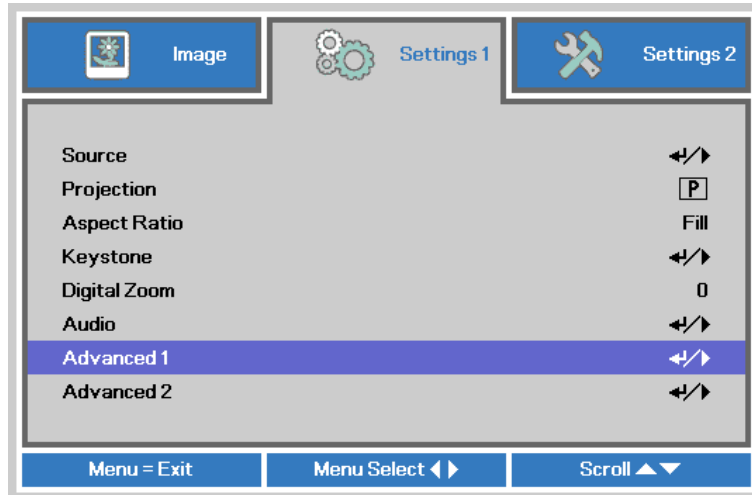 Image Settings 1 Settings 2
Source
Projection P
Aspect Ratio Fill
Keystone
Digital Zoom 0
Audio
Advanced 1
Advanced 2
Menu = Exit Menu Select Scroll